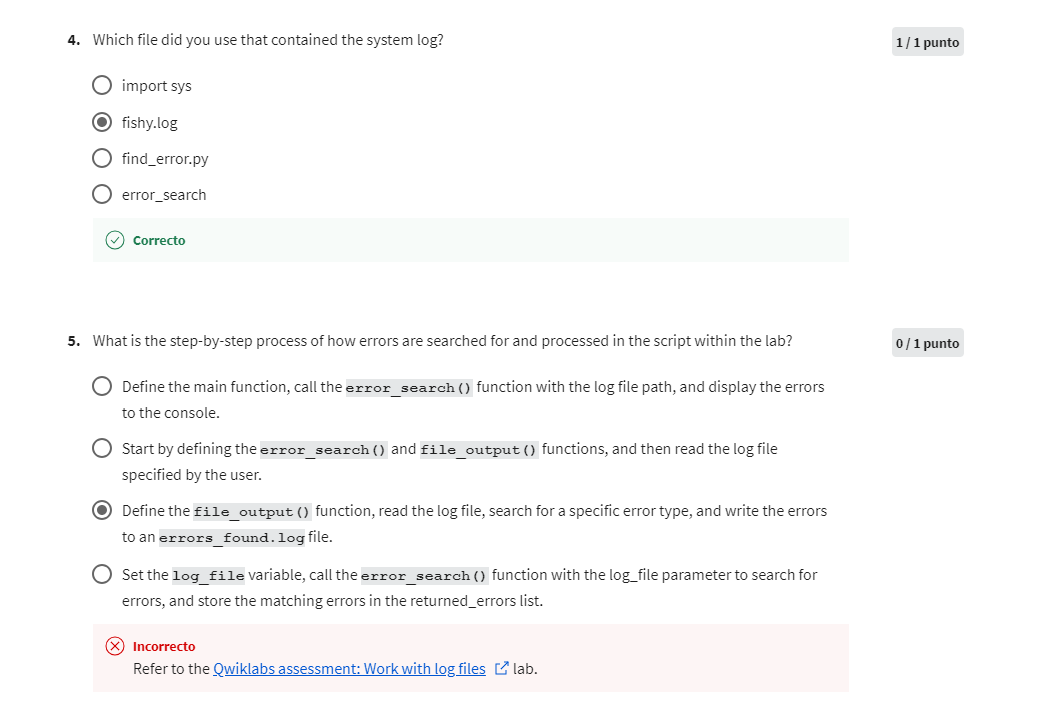 4. Which file did you use that contained the system log?
1 / 1 punto
import sys
fishy.log
find_error.py
error_search
Correcto
5. What is the step-by-step process of how errors are searched for and processed in the script within the lab?
0 / 1 punto
Define the main function, call the error_search() function with the log file path, and display the errors
to the console.
Start by defining the error_search() and file_output() functions, and then read the log file
specified by the user.
Define the file_output() function, read the log file, search for a specific error type, and write the errors
to an errors_found.log file.
Set the log_file variable, call the error_search() function with the log_file parameter to search for
errors, and store the matching errors in the returned_errors list.
Incorrecto
Refer to the Qwiklabs assessment: Work with log files lab.